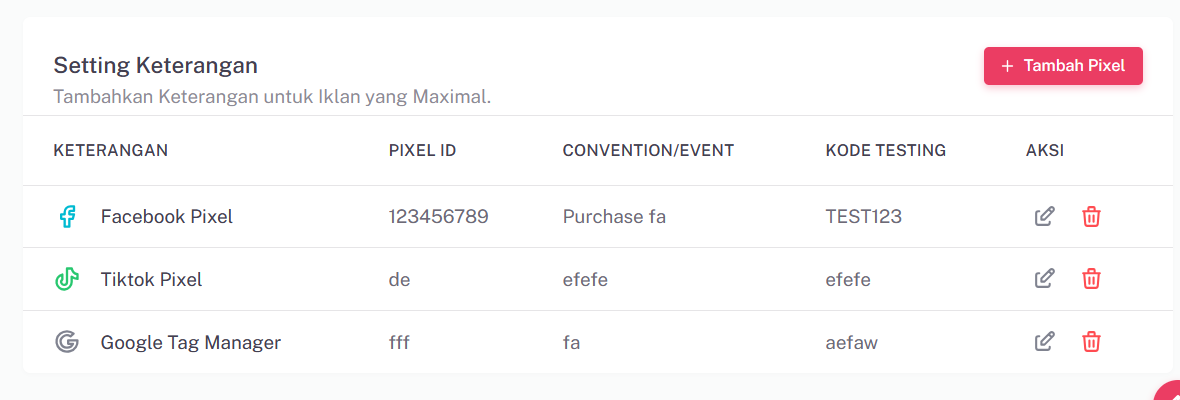 Setting Keterangan
+ Tambah Pixel
Tambahkan Keterangan untuk Iklan yang Maximal.
KETERANGAN PIXEL ID CONVENTION/EVENT KODE TESTING AKSI
Facebook Pixel 123456789 Purchase fa TEST123
Tiktok Pixel de efefe efefe
Google Tag Manager fff fa aefaw